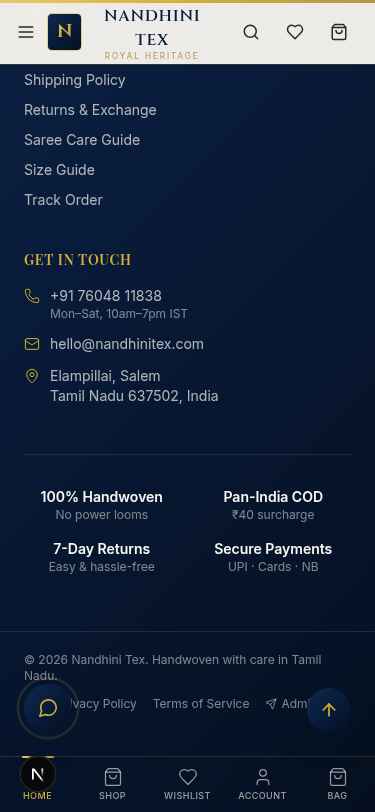 N
NANDHINI
TEX
ROYAL HERITAGE
Shipping Policy
Returns & Exchange
Saree Care Guide
Size Guide
Track Order
GET IN TOUCH
+91 76048 11838
Mon–Sat, 10am–7pm IST
hello@nandhinitex.com
Elampillai, Salem
Tamil Nadu 637502, India
100% Handwoven
No power looms
Pan-India COD
₹40 surcharge
7-Day Returns
Easy & hassle-free
Secure Payments
UPI · Cards · NB
© 2026 Nandhini Tex. Handwoven with care in Tamil
Nadu.
Policy Terms of Service
N
HOME SHOP WISHLIST ACCOUNT BAG